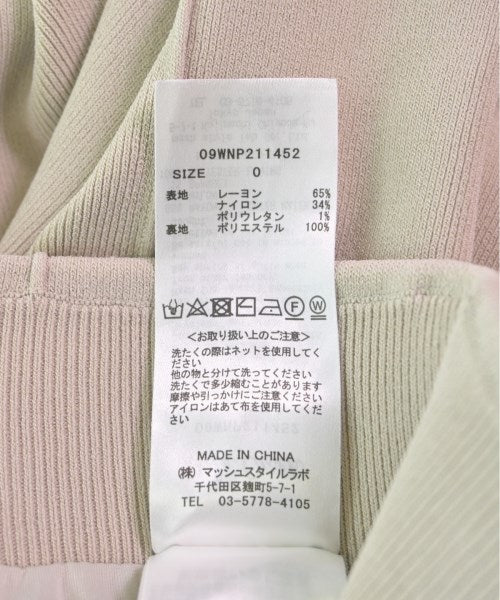 09WNP211452
SIZE 0
表地 レーヨン 65%
ナイロン 34%
ポリウレタン 1%
裏地 ポリエステル 100%
F W
<お取り扱い上のご注意>
洗たくの際はネットを使用してく
ださい
他の物と分けて洗ってください
洗たくで多少縮むことがあります
摩擦や引っかけにご注意ください
アイロンはあて布を使用してくだ
さい
MADE IN CHINA
(株) マッシュスタイルラボ
千代田区麹町5-7-1
TEL 03-5778-4105